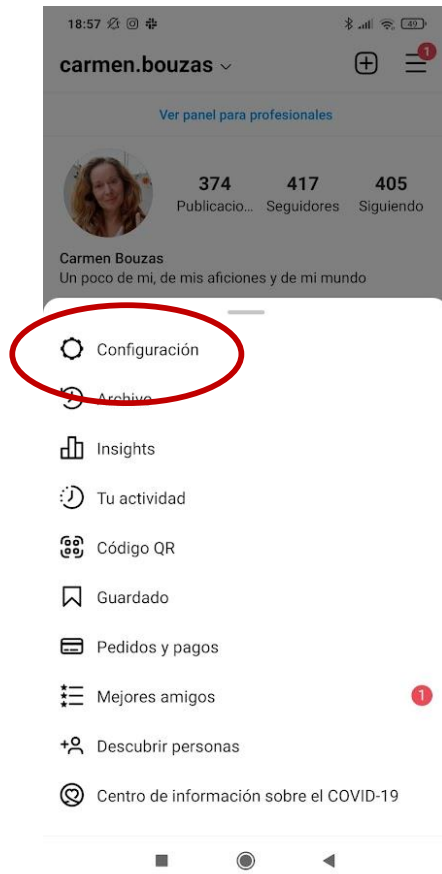 18:57
49
carmen.bouzas
1
Ver panel para profesionales
374 417 405
Publicacio... Seguidores Siguiendo
Carmen Bouzas
Un poco de mi, de mis aficiones y de mi mundo
Configuración
Archivo
Insights
Tu actividad
Código QR
Guardado
Pedidos y pagos
Mejores amigos 1
Descubrir personas
Centro de información sobre el COVID-19